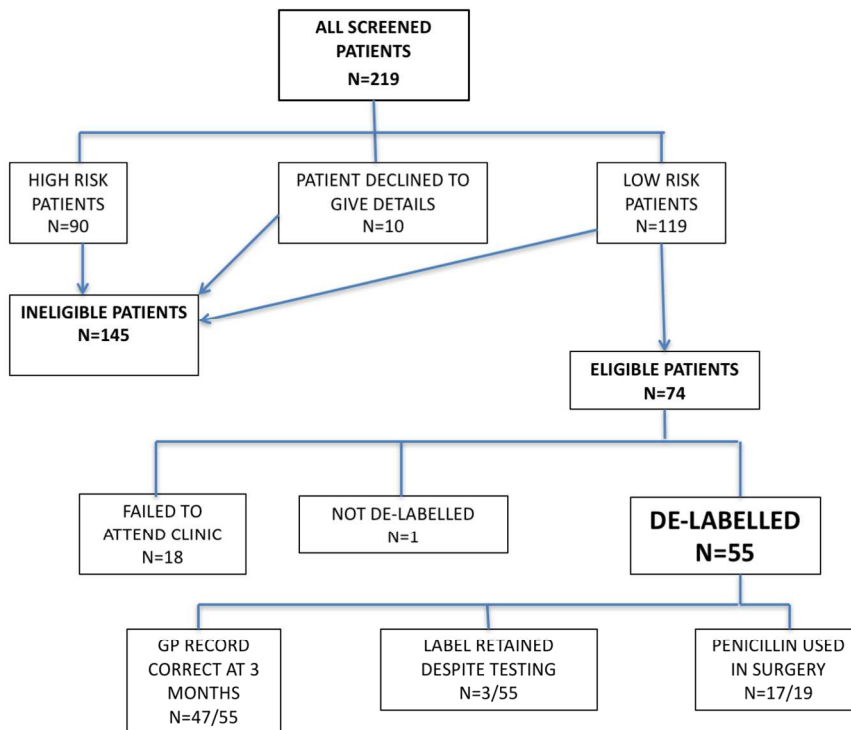 ALL SCREENED
PATIENTS
N=219
HIGH RISK
PATIENTS
N=90
PATIENT DECLINED TO
GIVE DETAILS
N=10
LOW RISK
PATIENTS
N=119
INELIGIBLE PATIENTS
N=145
ELIGIBLE PATIENTS
N=74
FAILED TO
ATTEND CLINIC
N=18
NOT DE-LABELLED
N=1
DE-LABELLED
N=55
GP RECORD
CORRECT AT 3
MONTHS
N=47/55
LABEL RETAINED
DESPITE TESTING
N=3/55
PENICILLIN USED
IN SURGERY
N=17/19